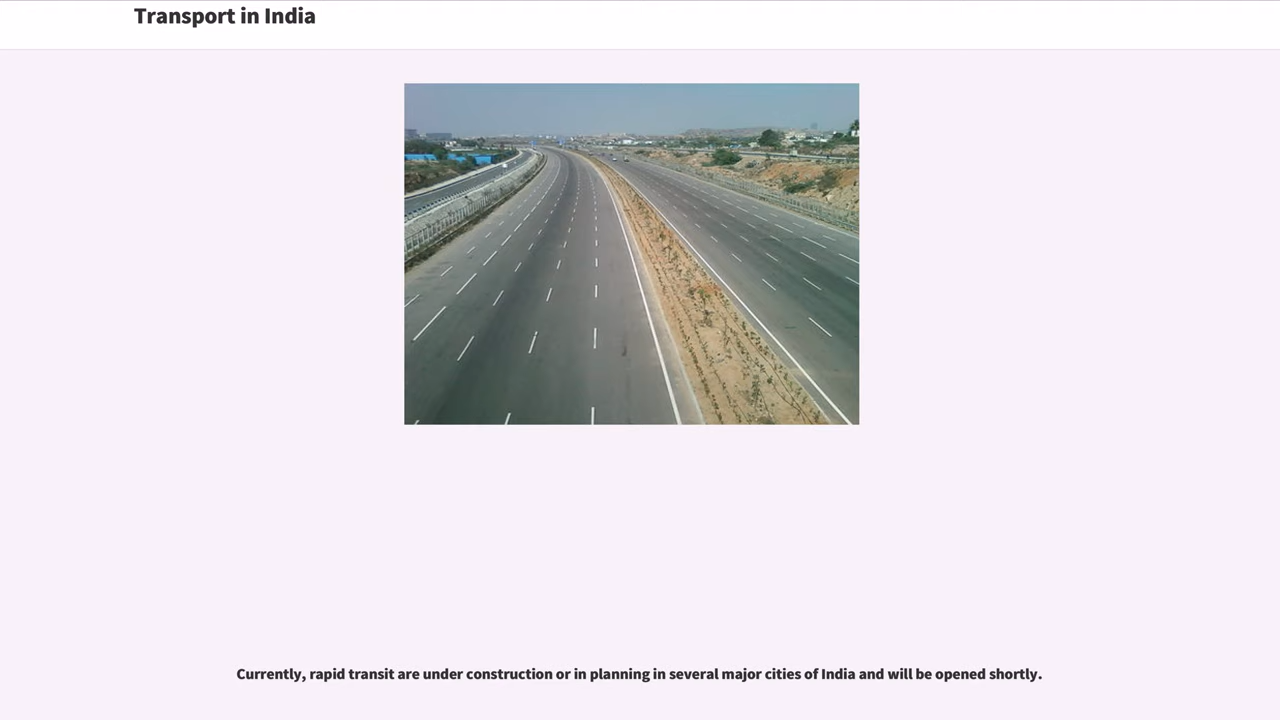 Transport in India
Currently, rapid transit are under construction or in planning in several major cities of India and will be opened shortly.